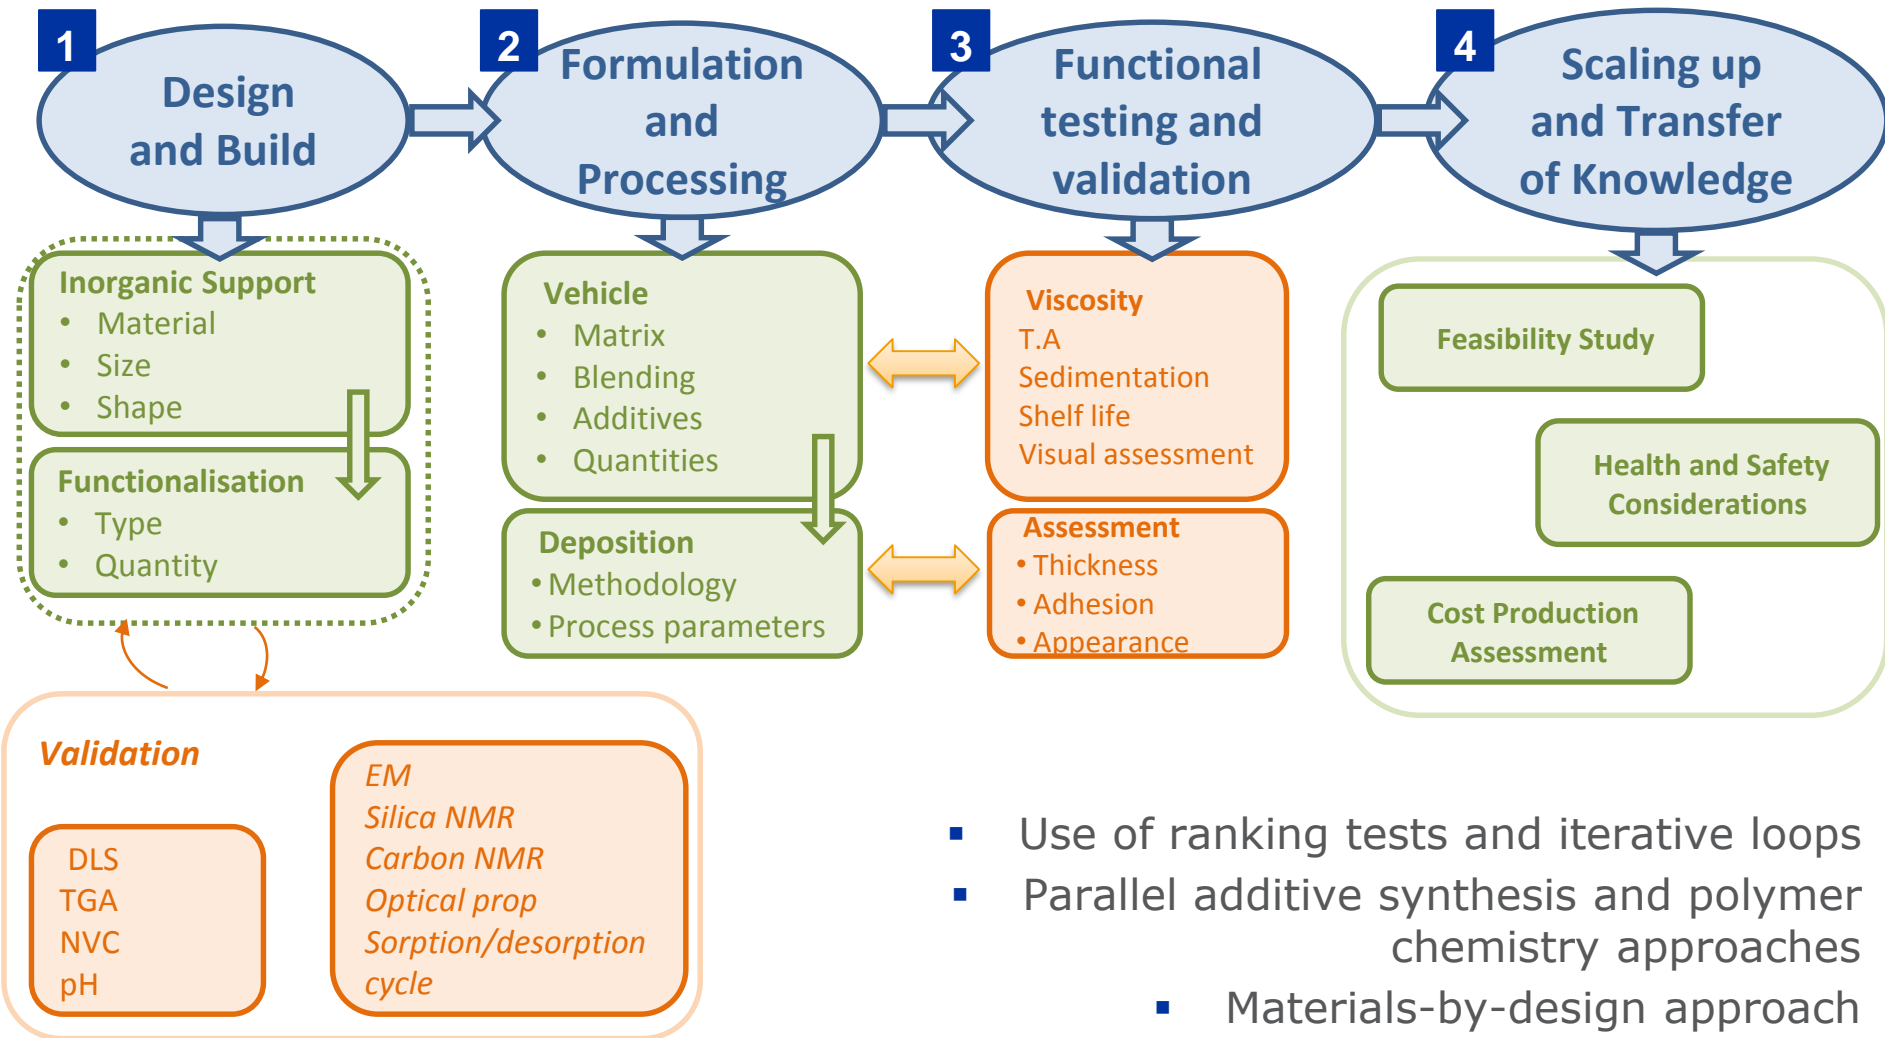 1
Design
and Build
2
Formulation
and
Processing
3
Functional
testing and
validation
4
Scaling up
and Transfer
of Knowledge
Inorganic Support
• Material
• Size
• Shape
Functionalisation
• Type
• Quantity
Vehicle
• Matrix
• Blending
• Additives
• Quantities
Deposition
• Methodology
• Process parameters
Viscosity
T.A
Sedimentation
Shelf life
Visual assessment
Assessment
• Thickness
• Adhesion
• Appearance
Feasibility Study
Health and Safety
Considerations
Cost Production
Assessment
Validation
DLS
TGA
NVC
pH
EM
Silica NMR
Carbon NMR
Optical prop
Sorption/desorption
cycle
▪ Use of ranking tests and iterative loops
▪ Parallel additive synthesis and polymer
chemistry approaches
▪ Materials-by-design approach